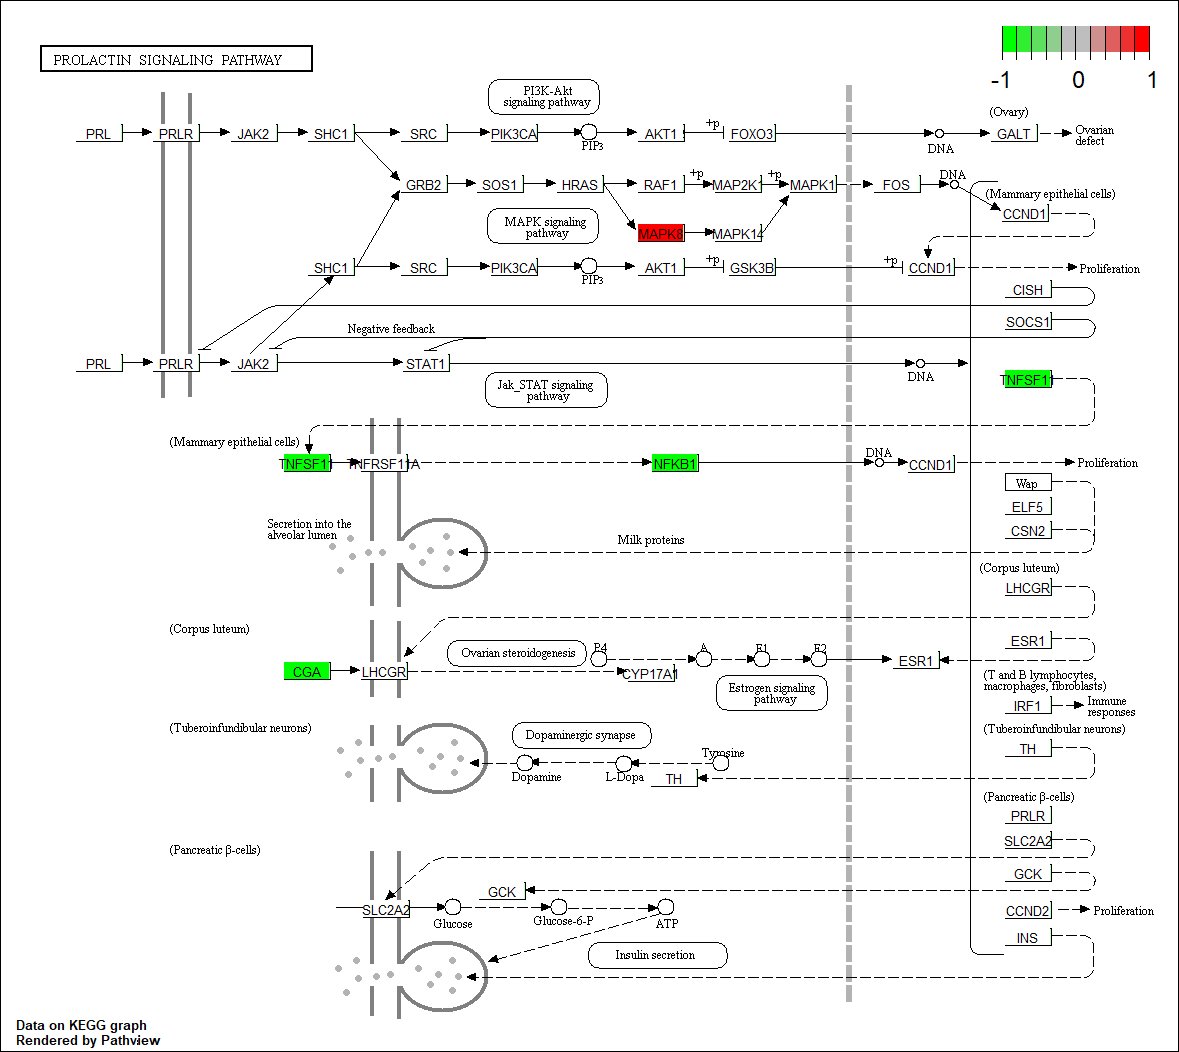 PROLACTIN SIGNALING PATHWAY
-1 0 1
PI3K-Akt
signaling pathway
(Ovary)
PRL PRLR JAK2 SHC1 SRC PIK3CA PIP3 AKT1 +p FOXO3 DNA GALT Ovarian
defect
GRB2 SOS1 HRAS RAF1 +p MAP2K1 +p MAPK1 FOS DNA
(Mammary epithelial cells)
CCND1
MAPK signaling
pathway
MAPK8 MAPK14
SHC1 SRC PIK3CA PIP3 AKT1 +p GSK3B +p CCND1 Proliferation
CISH
SOCS1
Negative feedback
PRL PRLR JAK2 STAT1 DNA
Jak_STAT signaling
pathway
TNFSF11
(Mammary epithelial cells)
TNFSF11 TNFRSF11A NFKB1 DNA CCND1 Proliferation
Wap
ELF5
CSN2
Secretion into the
alveolar lumen
Milk proteins
(Corpus luteum)
LHCGR
(Corpus luteum)
ESR1
CGA LHCGR Ovarian steroidogenesis P4 CYP17A1 A E1 E2 ESR1
Estrogen signaling
pathway
(T and B lymphocytes,
macrophages, fibroblasts)
IRF1 Immune
responses
(Tuberoinfundibular neurons)
TH
(Tuberoinfundibular neurons)
Dopaminergic synapse
Dopamine L-Dopa Tyrosine
TH
(Pancreatic β-cells)
PRLR
SLC2A2
GCK
CCND2 Proliferation
INS
(Pancreatic β-cells)
GCK
SLC2A2 Glucose Glucose-6-P ATP
Insulin secretion
Data on KEGG graph
Rendered by Pathview